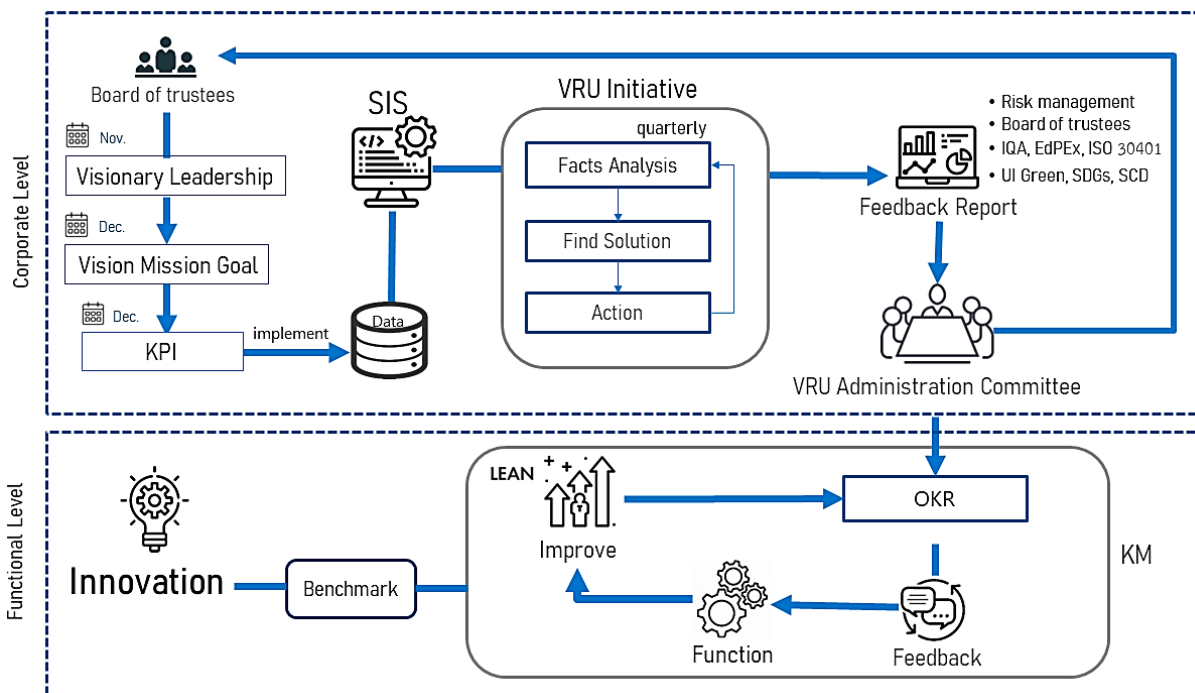 Corporate Level
Board of trustees
Nov.
Visionary Leadership
Dec.
Vision Mission Goal
Dec.
KPI
implement
Data
SIS
</>
VRU Initiative
quarterly
Facts Analysis
Find Solution
Action
• Risk management
• Board of trustees
• IQA, EdPEx, ISO 30401
• UI Green, SDGs, SCD
Feedback Report
VRU Administration Committee
Functional Level
Innovation
Benchmark
LEAN
Improve
OKR
KM
Function
Feedback